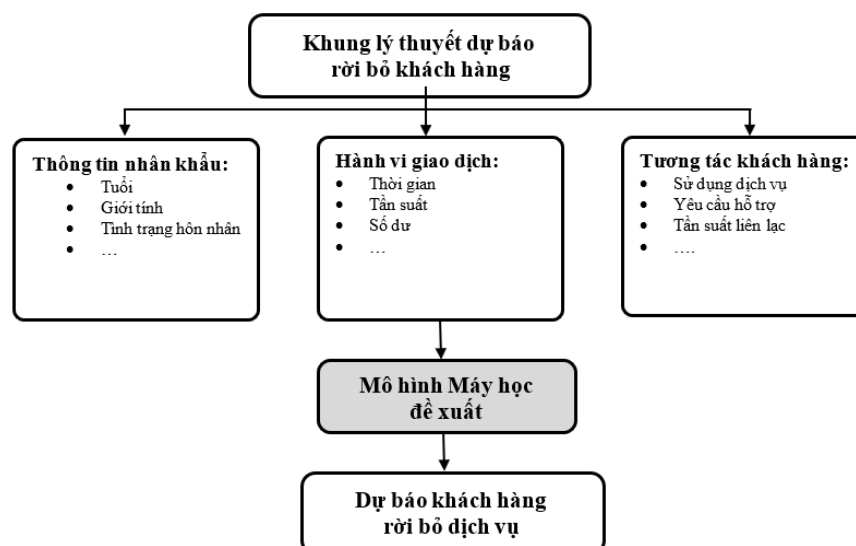 Khung lý thuyết dự báo
rời bỏ khách hàng
Thông tin nhân khẩu:
• Tuổi
• Giới tính
• Tình trạng hôn nhân
• …
Hành vi giao dịch:
• Thời gian
• Tần suất
• Số dư
• …
Tương tác khách hàng:
• Sử dụng dịch vụ
• Yêu cầu hỗ trợ
• Tần suất liên lạc
• ….
Mô hình Máy học
đề xuất
Dự báo khách hàng
rời bỏ dịch vụ